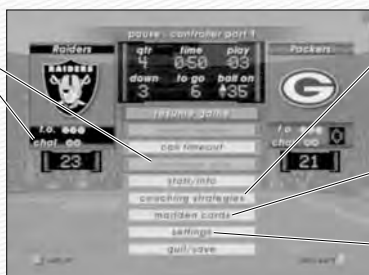 pause: controller port 1
Raiders
Packers
qtr time play
4 0:50 :03
down to go ball on
3 6 35
RAIDERS
G
resume game
t.o.
chal
23
t.o.
chal
21
call timeout
stats/info
coaching strategies
madden cards
settings
quit/save